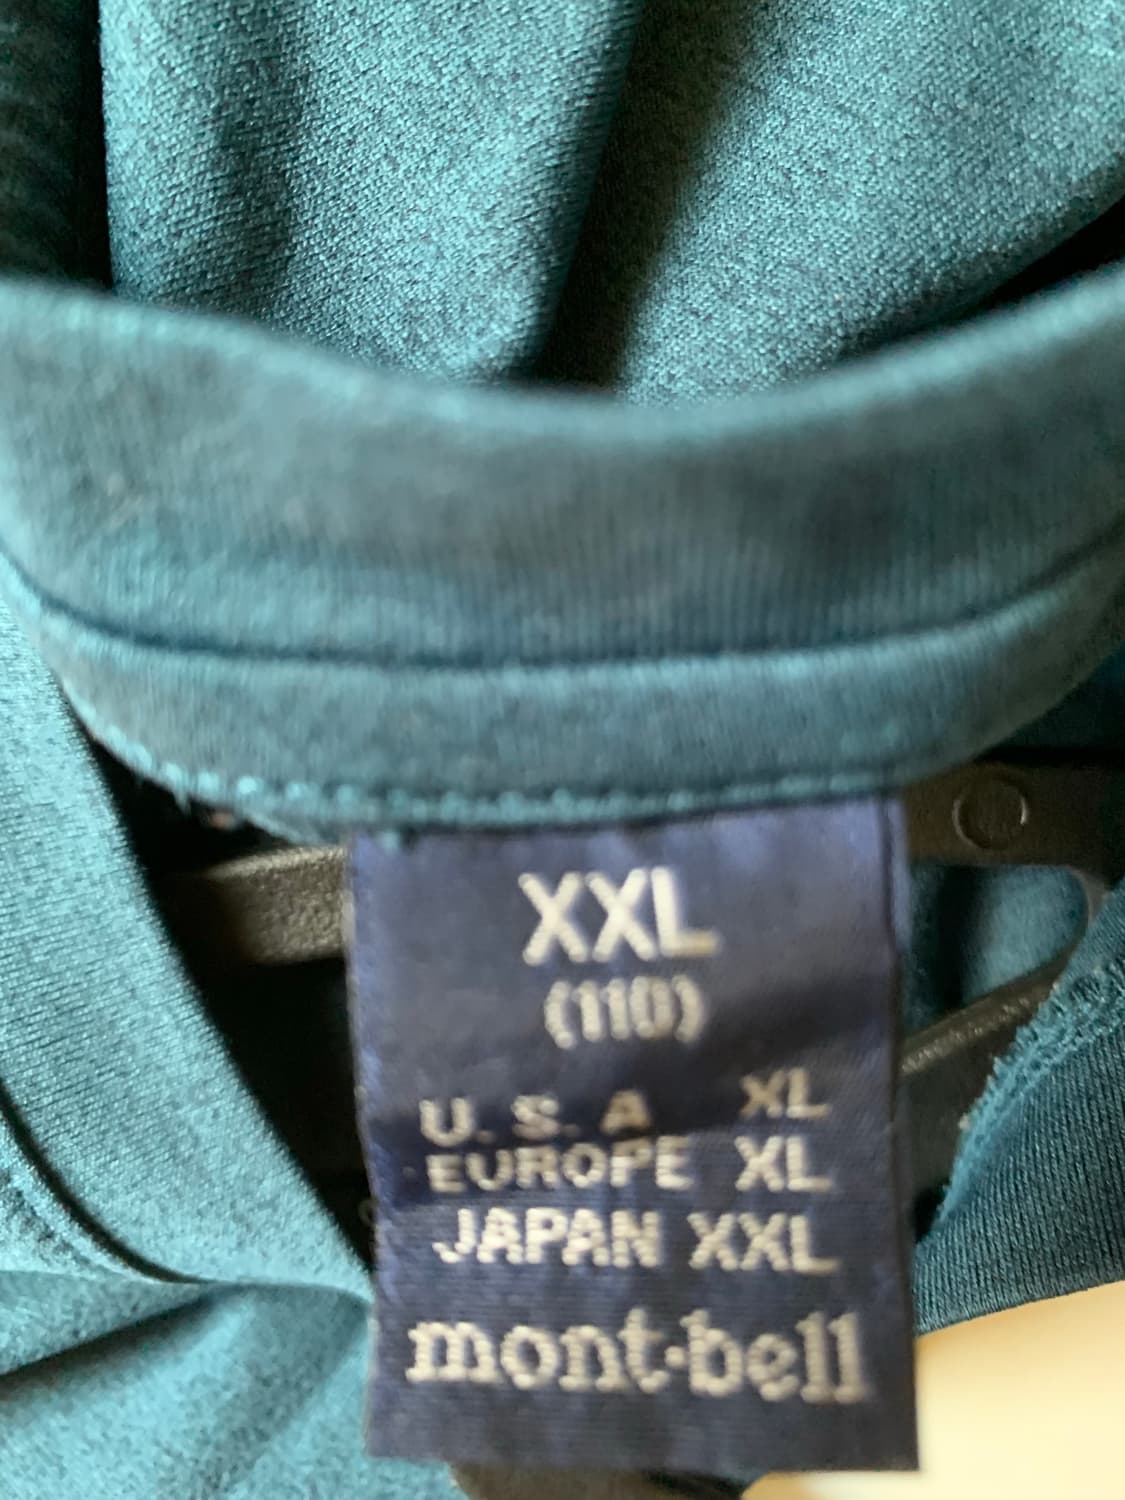 XXL
(110)
U.S.A XL
EUROPE XL
JAPAN XXL
mont-bell